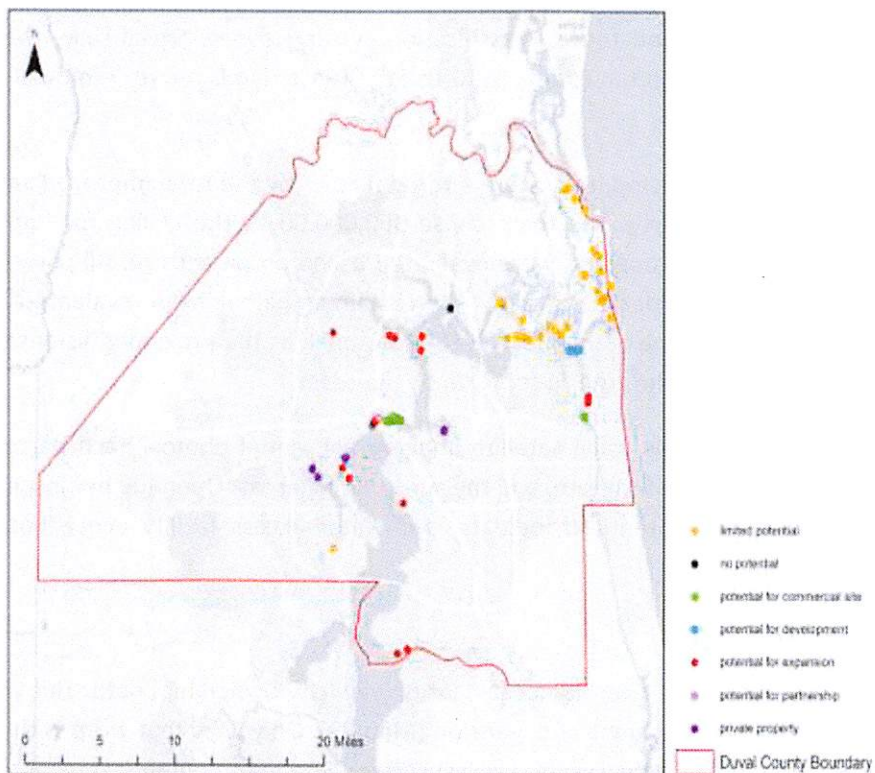 N
0
5
10
20 Miles
limited potential
no potential
potential for commercial site
potential for development
potential for expansion
potential for partnership
private property
Duval County Boundary